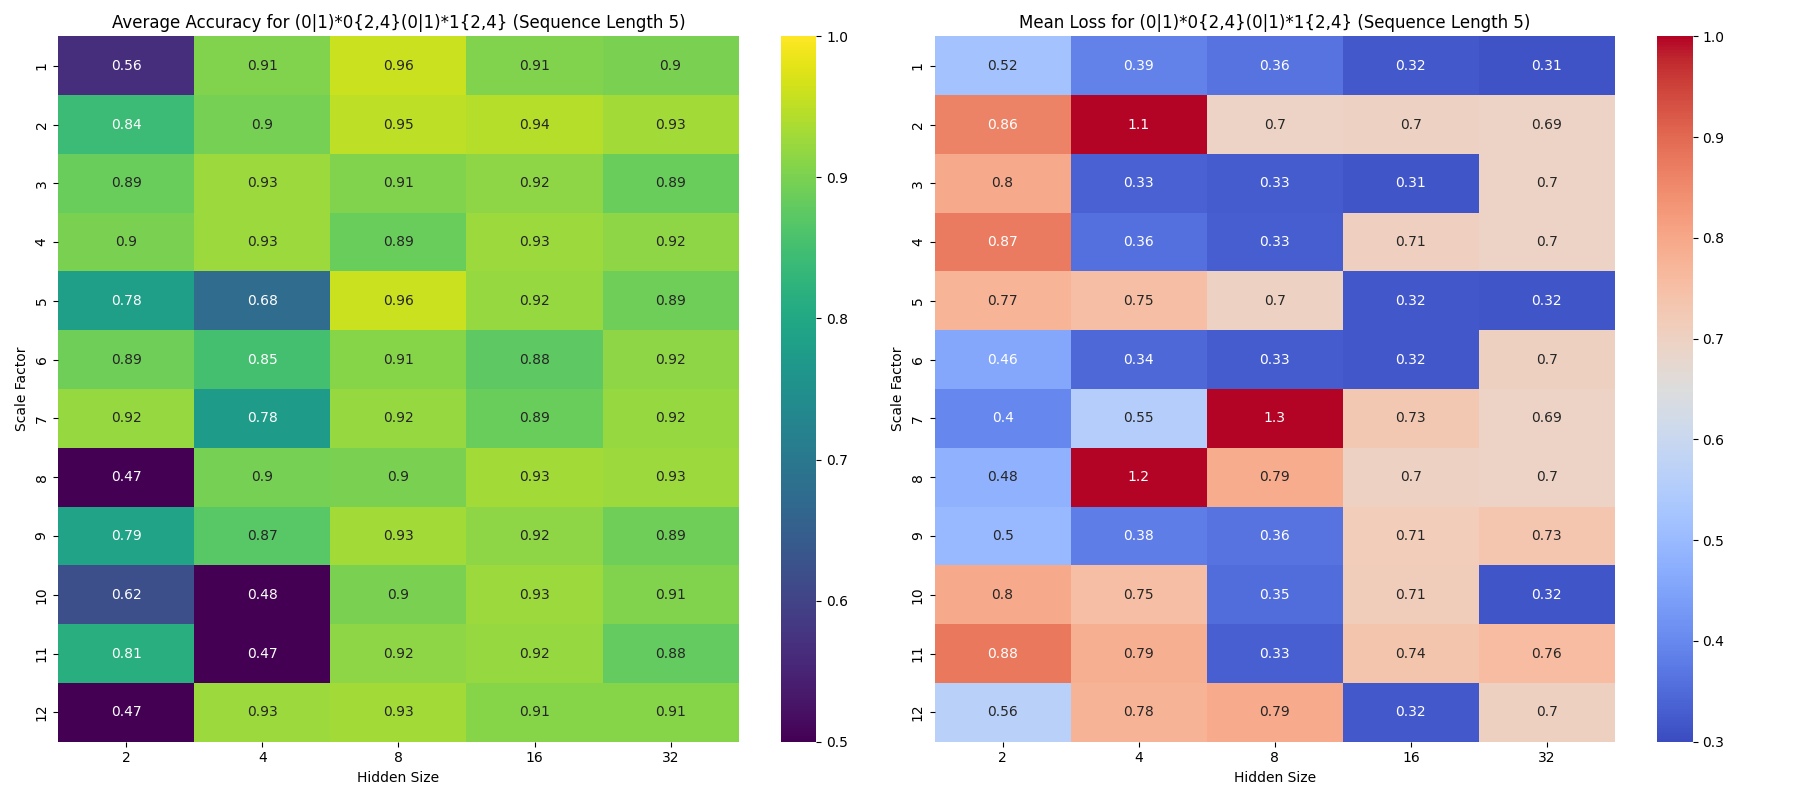 Average Accuracy for (0|1)*0{2,4}(0|1)*1{2,4} (Sequence Length 5)
1 0.56 0.91 0.96 0.91 0.9
2 0.84 0.9 0.95 0.94 0.93
3 0.89 0.93 0.91 0.92 0.89
4 0.9 0.93 0.89 0.93 0.92
5 0.78 0.68 0.96 0.92 0.89
6 0.89 0.85 0.91 0.88 0.92
7 0.92 0.78 0.92 0.89 0.92
8 0.47 0.9 0.9 0.93 0.93
9 0.79 0.87 0.93 0.92 0.89
10 0.62 0.48 0.9 0.93 0.91
11 0.81 0.47 0.92 0.92 0.88
12 0.47 0.93 0.93 0.91 0.91
2 4 8 16 32
Hidden Size
Scale Factor
1.0
0.9
0.8
0.7
0.6
0.5
Mean Loss for (0|1)*0{2,4}(0|1)*1{2,4} (Sequence Length 5)
1 0.52 0.39 0.36 0.32 0.31
2 0.86 1.1 0.7 0.7 0.69
3 0.8 0.33 0.33 0.31 0.7
4 0.87 0.36 0.33 0.71 0.7
5 0.77 0.75 0.7 0.32 0.32
6 0.46 0.34 0.33 0.32 0.7
7 0.4 0.55 1.3 0.73 0.69
8 0.48 1.2 0.79 0.7 0.7
9 0.5 0.38 0.36 0.71 0.73
10 0.8 0.75 0.35 0.71 0.32
11 0.88 0.79 0.33 0.74 0.76
12 0.56 0.78 0.79 0.32 0.7
2 4 8 16 32
Hidden Size
Scale Factor
1.0
0.9
0.8
0.7
0.6
0.5
0.4
0.3